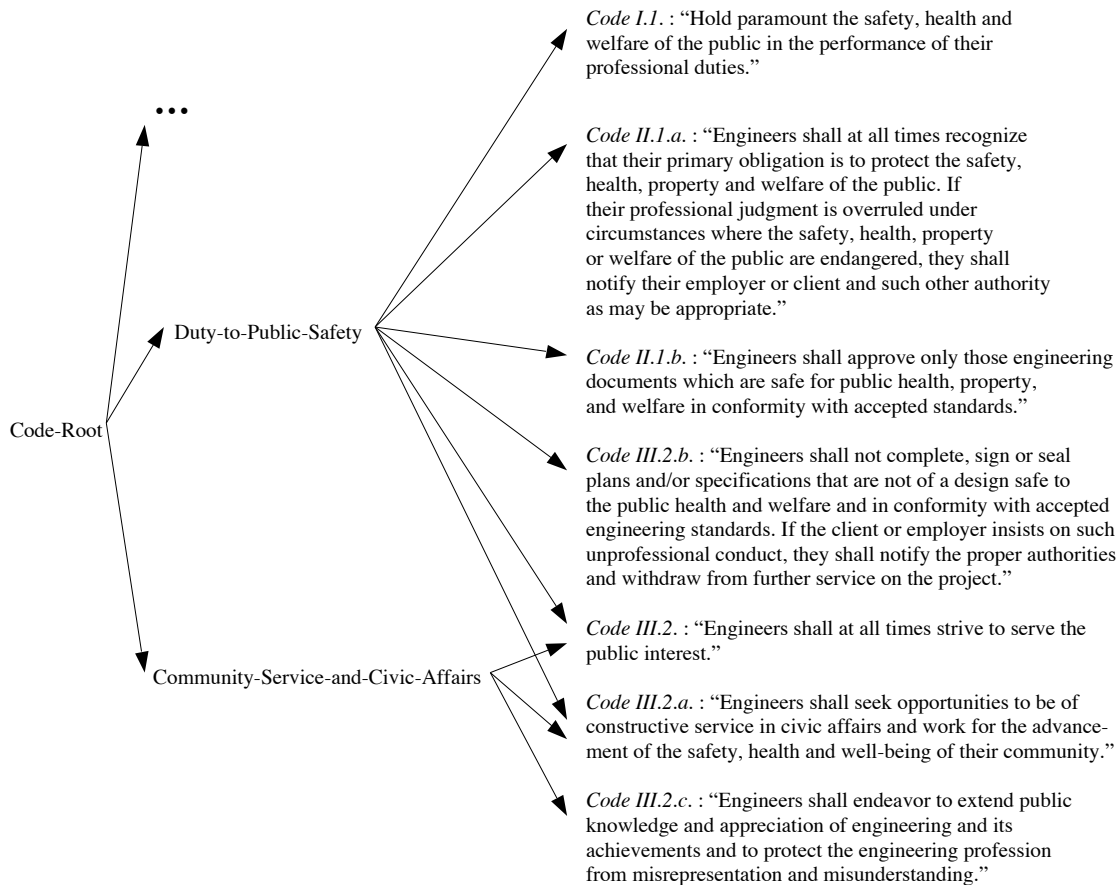 ...
Duty-to-Public-Safety
Code-Root
Community-Service-and-Civic-Affairs
Code I.1. : “Hold paramount the safety, health and
welfare of the public in the performance of their
professional duties.”
Code II.1.a. : “Engineers shall at all times recognize
that their primary obligation is to protect the safety,
health, property and welfare of the public. If
their professional judgment is overruled under
circumstances where the safety, health, property
or welfare of the public are endangered, they shall
notify their employer or client and such other authority
as may be appropriate.”
Code II.1.b. : “Engineers shall approve only those engineering
documents which are safe for public health, property,
and welfare in conformity with accepted standards.”
Code III.2.b. : “Engineers shall not complete, sign or seal
plans and/or specifications that are not of a design safe to
the public health and welfare and in conformity with accepted
engineering standards. If the client or employer insists on such
unprofessional conduct, they shall notify the proper authorities
and withdraw from further service on the project.”
Code III.2. : “Engineers shall at all times strive to serve the
public interest.”
Code III.2.a. : “Engineers shall seek opportunities to be of
constructive service in civic affairs and work for the advance-
ment of the safety, health and well-being of their community.”
Code III.2.c. : “Engineers shall endeavor to extend public
knowledge and appreciation of engineering and its
achievements and to protect the engineering profession
from misrepresentation and misunderstanding.”